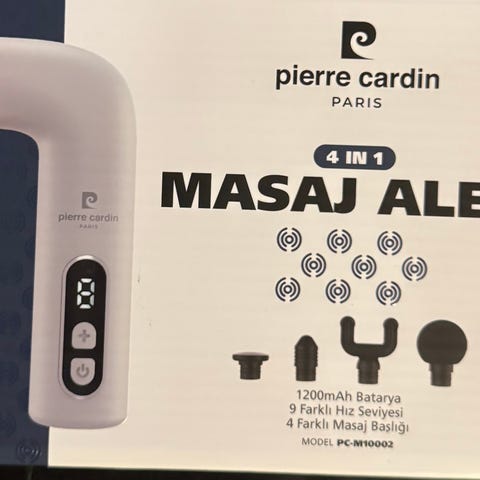 pierre cardin
PARIS
4 IN 1
MASAJ ALE
pierre cardin
PARIS
8
1200mAh Batarya
9 Farklı Hız Seviyesi
4 Farklı Masaj Başlığı
MODEL PC-M10002